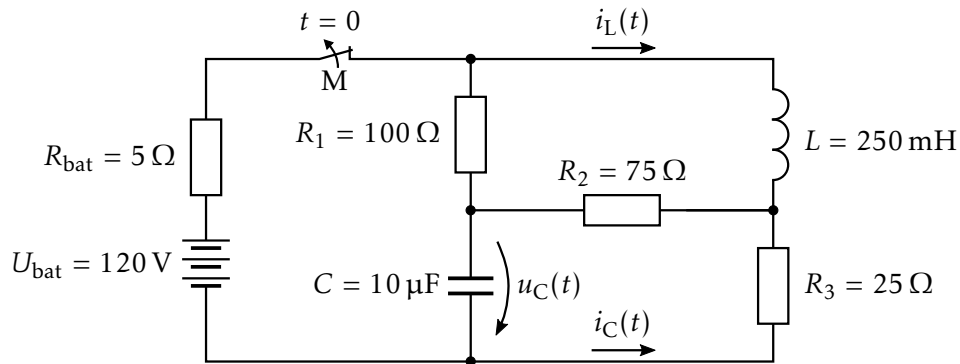 t = 0
i_L(t)
M
R_1 = 100 Ω
R_bat = 5 Ω
L = 250 mH
R_2 = 75 Ω
U_bat = 120 V
C = 10 µF
u_C(t)
R_3 = 25 Ω
i_C(t)